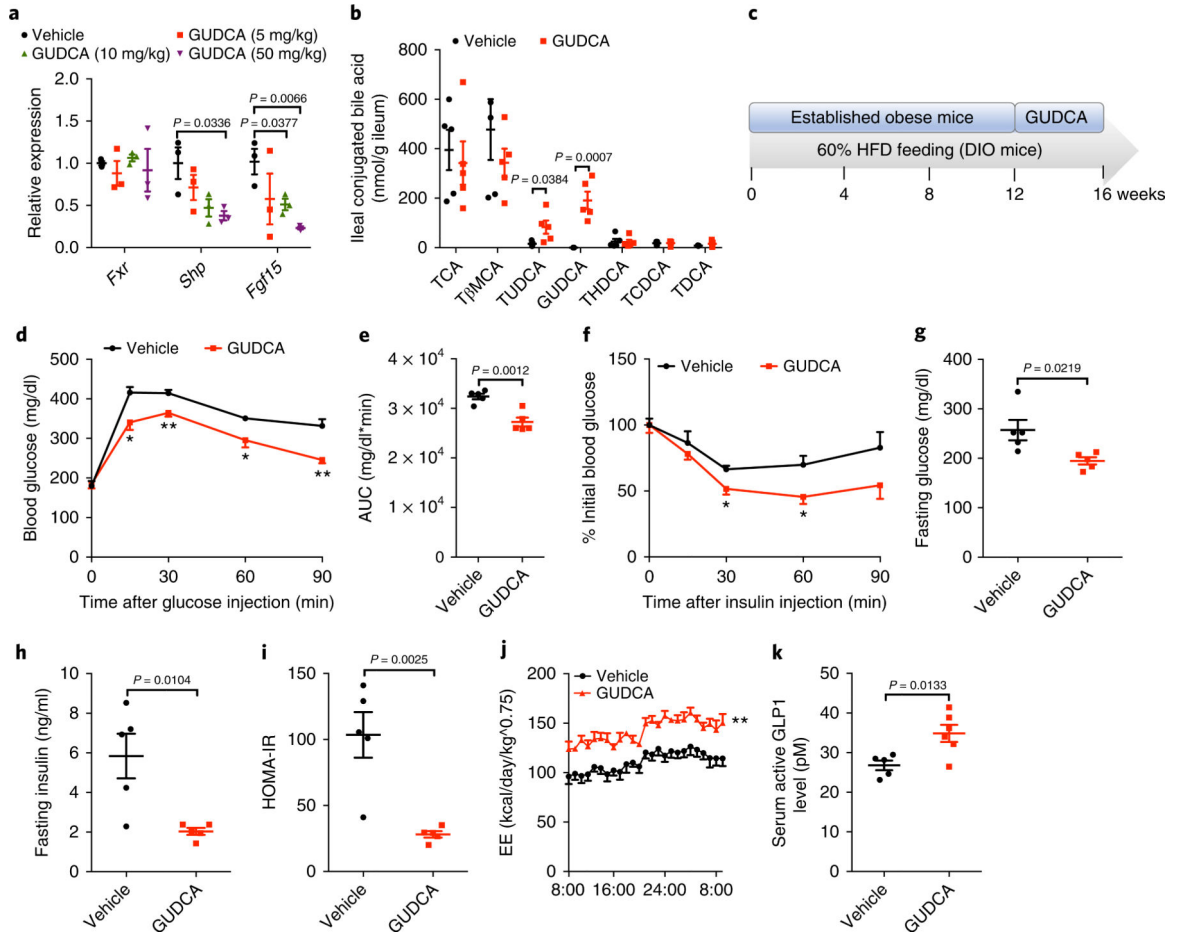 a
Vehicle GUDCA (5 mg/kg)
GUDCA (10 mg/kg) GUDCA (50 mg/kg)
P = 0.0066
P = 0.0336 P = 0.0377
2.0
1.5
1.0
0.5
0
Relative expression
Fxr Shp Fgf15
b
Vehicle GUDCA
800
600
400
200
0
Ileal conjugated bile acid
(nmol/g ileum)
P = 0.0384
P = 0.0007
TCA TβMCA TUDCA GUDCA THDCA TCDCA TDCA
c
Established obese mice GUDCA
60% HFD feeding (DIO mice)
0 4 8 12 16 weeks
d
Vehicle GUDCA
500
400
300
200
100
0
Blood glucose (mg/dl)
* ** * **
0 30 60 90
Time after glucose injection (min)
e
4 × 10⁴
3 × 10⁴
2 × 10⁴
1 × 10⁴
0
AUC (mg/dl*min)
P = 0.0012
Vehicle GUDCA
f
Vehicle
GUDCA
150
100
50
0
% Initial blood glucose
* *
0 30 60 90
Time after insulin injection (min)
g
400
300
200
100
0
Fasting glucose (mg/dl)
P = 0.0219
Vehicle GUDCA
h
10
8
6
4
2
0
Fasting insulin (ng/ml)
P = 0.0104
Vehicle GUDCA
i
150
100
50
0
HOMA-IR
P = 0.0025
Vehicle GUDCA
j
Vehicle
GUDCA
200
150
100
50
0
EE (kcal/day/kg^0.75)
**
8:00 16:00 24:00 8:00
k
50
40
30
20
10
0
Serum active GLP1
level (pM)
P = 0.0133
Vehicle GUDCA